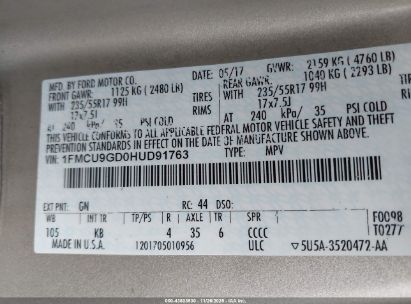 MFD. BY FORD MOTOR CO.
DATE: 05/17 GVWR: 2159 KG ( 4760 LB)
FRONT GAWR: 1125 KG ( 2480 LB) REAR GAWR: 1040 KG ( 2293 LB)
WITH 235/55R17 99H WITH 235/55R17 99H
17x7.5J 17x7.5J
AT 240 kPa/ 35 PSI COLD AT 240 kPa/ 35 PSI COLD
THIS VEHICLE CONFORMS TO ALL APPLICABLE FEDERAL MOTOR VEHICLE SAFETY AND THEFT
PREVENTION STANDARDS IN EFFECT ON THE DATE OF MANUFACTURE SHOWN ABOVE.
VIN: 1FMCU9GD0HUD91763 TYPE: MPV
EXT PNT: GN RC: 44 DSO:
WB INT TR TP/PS R AXLE TR SPR F0098
105 KB 4 35 6 CCCC T0277
MADE IN U.S.A. 1201705010956 ULC 5U5A-3520472-AA